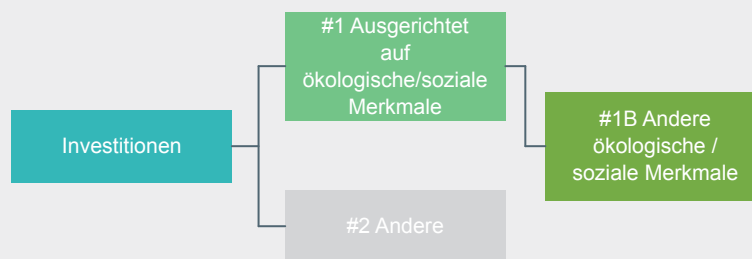 #1 Ausgerichtet
auf
ökologische/soziale
Merkmale
Investitionen
#1B Andere
ökologische /
soziale Merkmale
#2 Andere